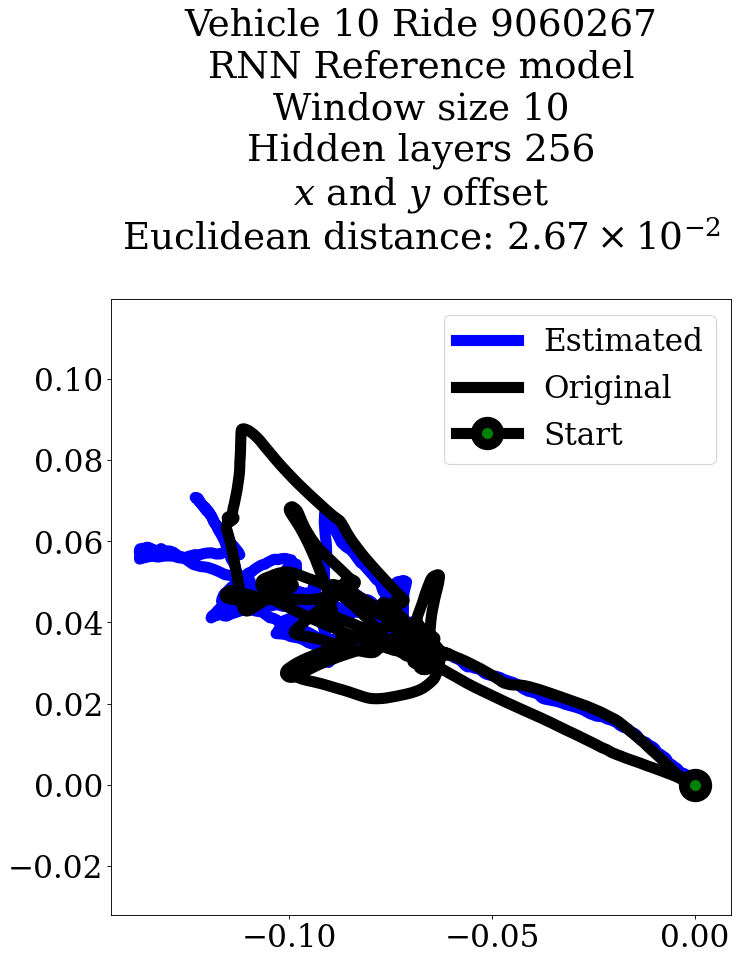 Vehicle 10 Ride 9060267
RNN Reference model
Window size 10
Hidden layers 256
x and y offset
Euclidean distance: 2.67 × 10⁻²
Estimated
Original
Start
0.10
0.08
0.06
0.04
0.02
0.00
−0.02
−0.10 −0.05 0.00